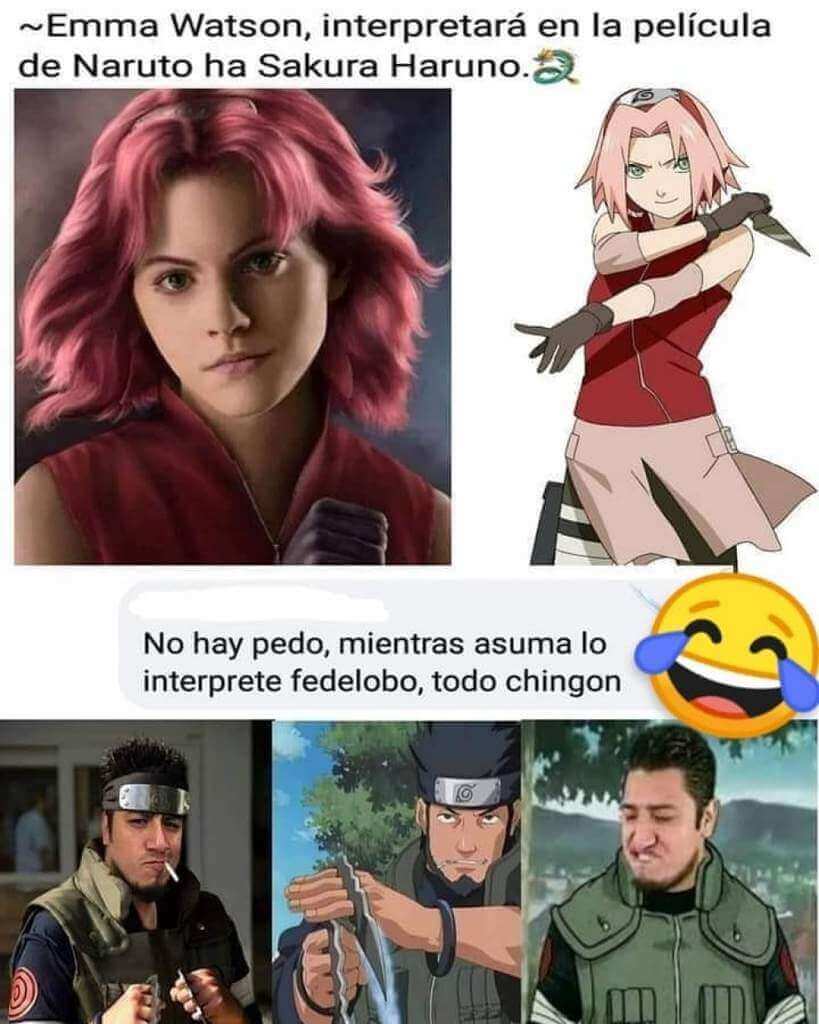 ~Emma Watson, interpretará en la película
de Naruto ha Sakura Haruno.
No hay pedo, mientras asuma lo
interprete fedelobo, todo chingon